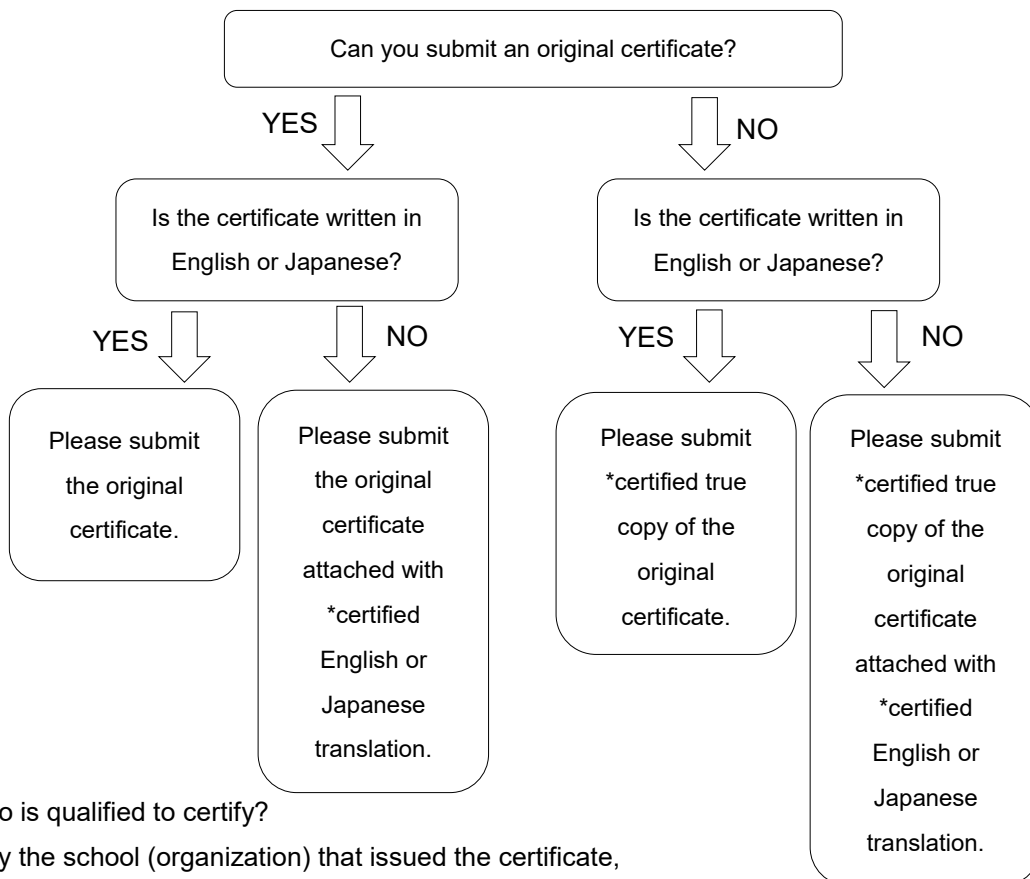 Can you submit an original certificate?
YES
NO
Is the certificate written in
English or Japanese?
Is the certificate written in
English or Japanese?
YES
NO
YES
NO
Please submit
the original
certificate.
Please submit
the original
certificate
attached with
*certified
English or
Japanese
translation.
Please submit
*certified true
copy of the
original
certificate.
Please submit
*certified true
copy of the
original
certificate
attached with
*certified
English or
Japanese
translation.
is qualified to certify?
the school (organization) that issued the certificate,